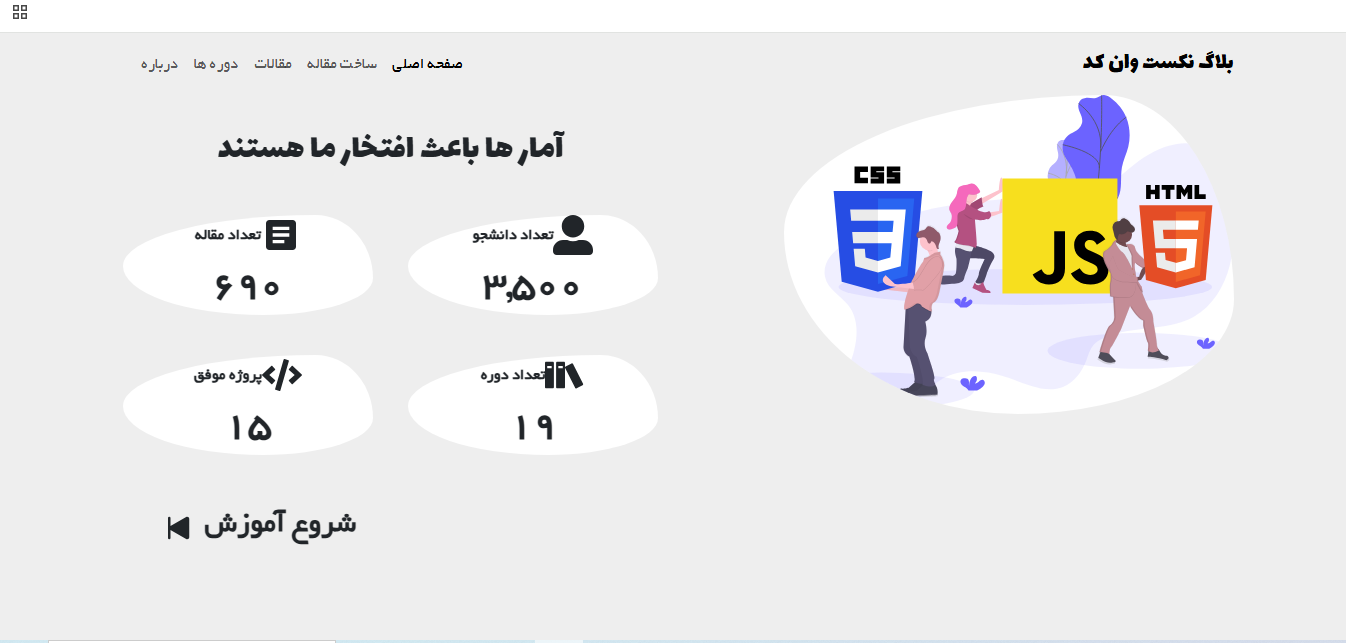 بلاگ نکست وان کد
صفحه اصلی ساخت مقاله مقالات دوره ها درباره
CSS
HTML
JS
آمار ها باعث افتخار ما هستند
تعداد دانشجو
۳,۵۰۰
تعداد مقاله
۶۹۰
تعداد دوره
۱۹
پروژه موفق
۱۵
شروع آموزش